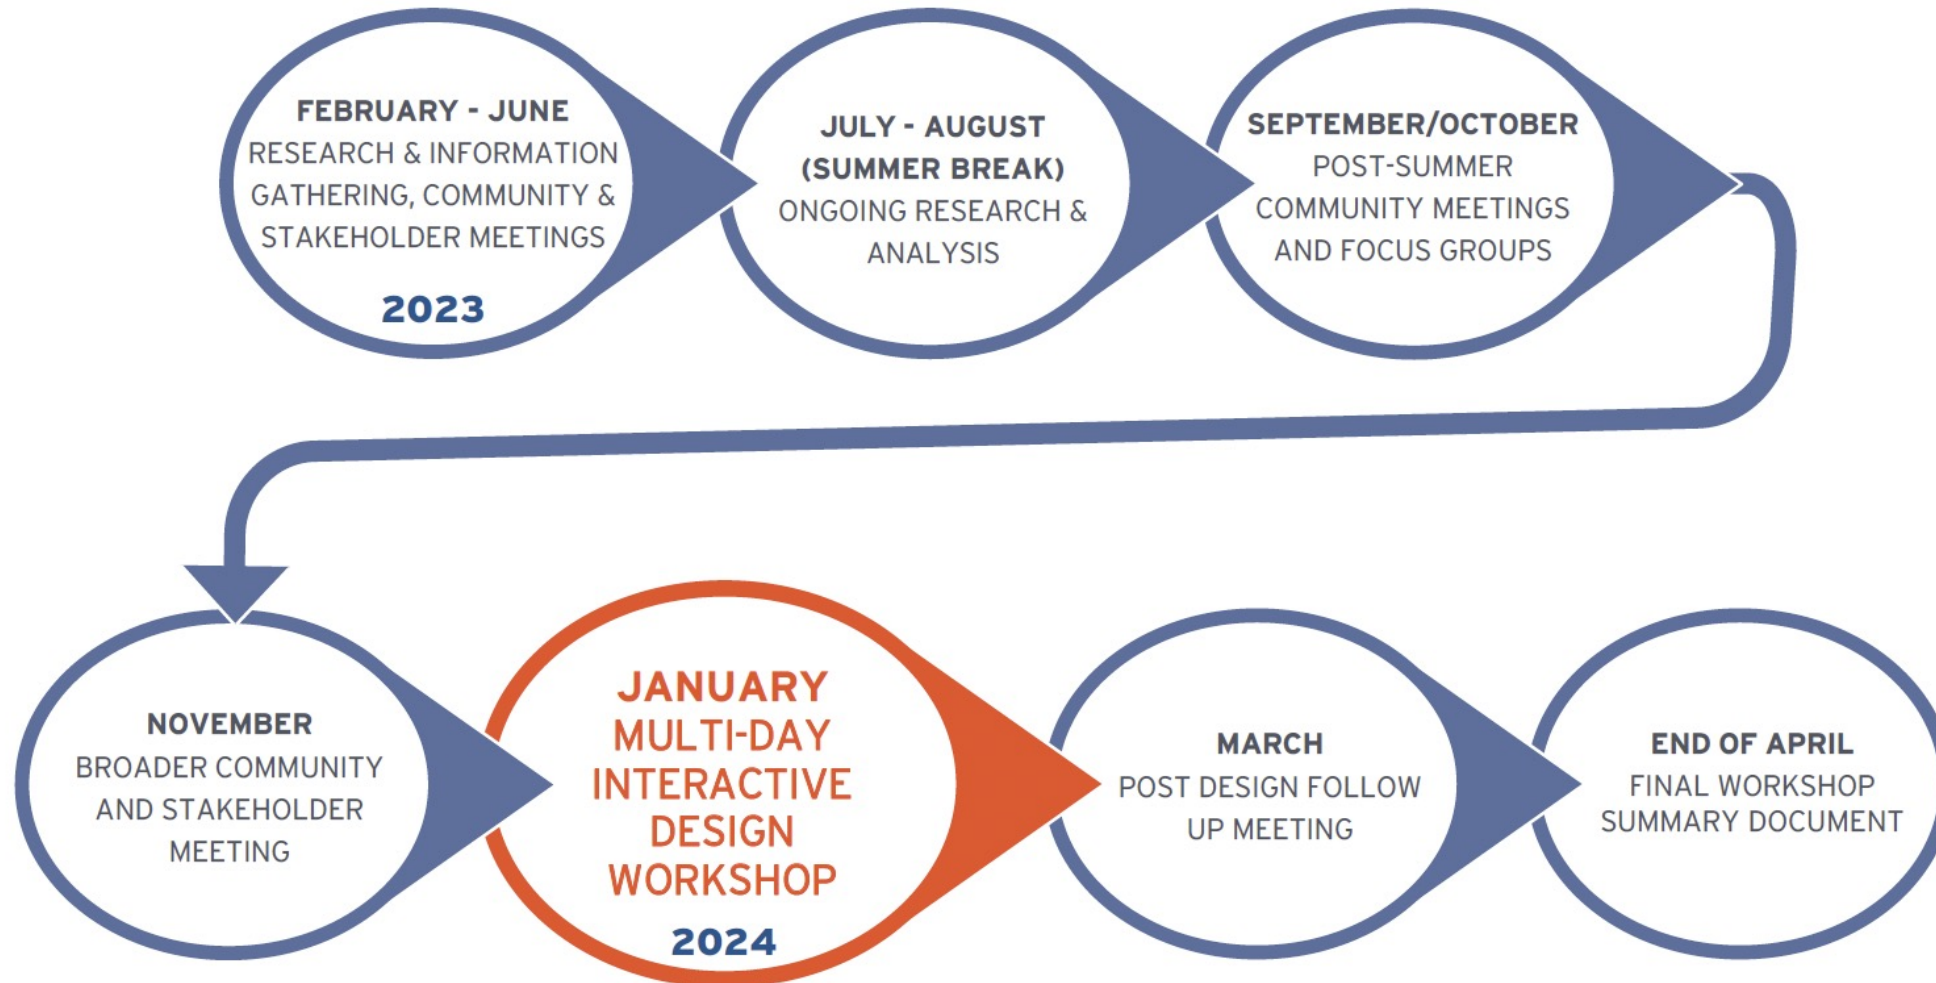 FEBRUARY - JUNE
RESEARCH & INFORMATION
GATHERING, COMMUNITY &
STAKEHOLDER MEETINGS
2023
JULY - AUGUST
(SUMMER BREAK)
ONGOING RESEARCH &
ANALYSIS
SEPTEMBER/OCTOBER
POST-SUMMER
COMMUNITY MEETINGS
AND FOCUS GROUPS
NOVEMBER
BROADER COMMUNITY
AND STAKEHOLDER
MEETING
JANUARY
MULTI-DAY
INTERACTIVE
DESIGN
WORKSHOP
2024
MARCH
POST DESIGN FOLLOW
UP MEETING
END OF APRIL
FINAL WORKSHOP
SUMMARY DOCUMENT